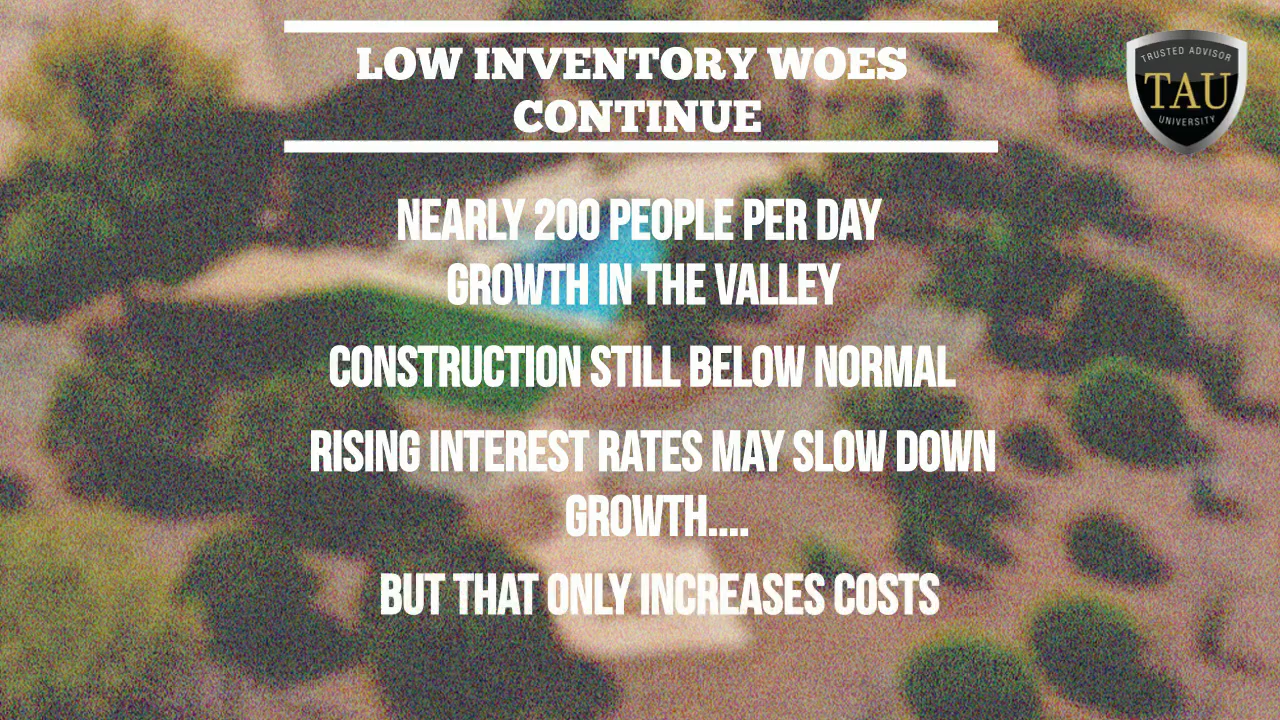 LOW INVENTORY WOES
CONTINUE
TRUSTED ADVISOR
TAU
UNIVERSITY
NEARLY 200 PEOPLE PER DAY
GROWTH IN THE VALLEY
CONSTRUCTION STILL BELOW NORMAL
RISING INTEREST RATES MAY SLOW DOWN
GROWTH....
BUT THAT ONLY INCREASES COSTS